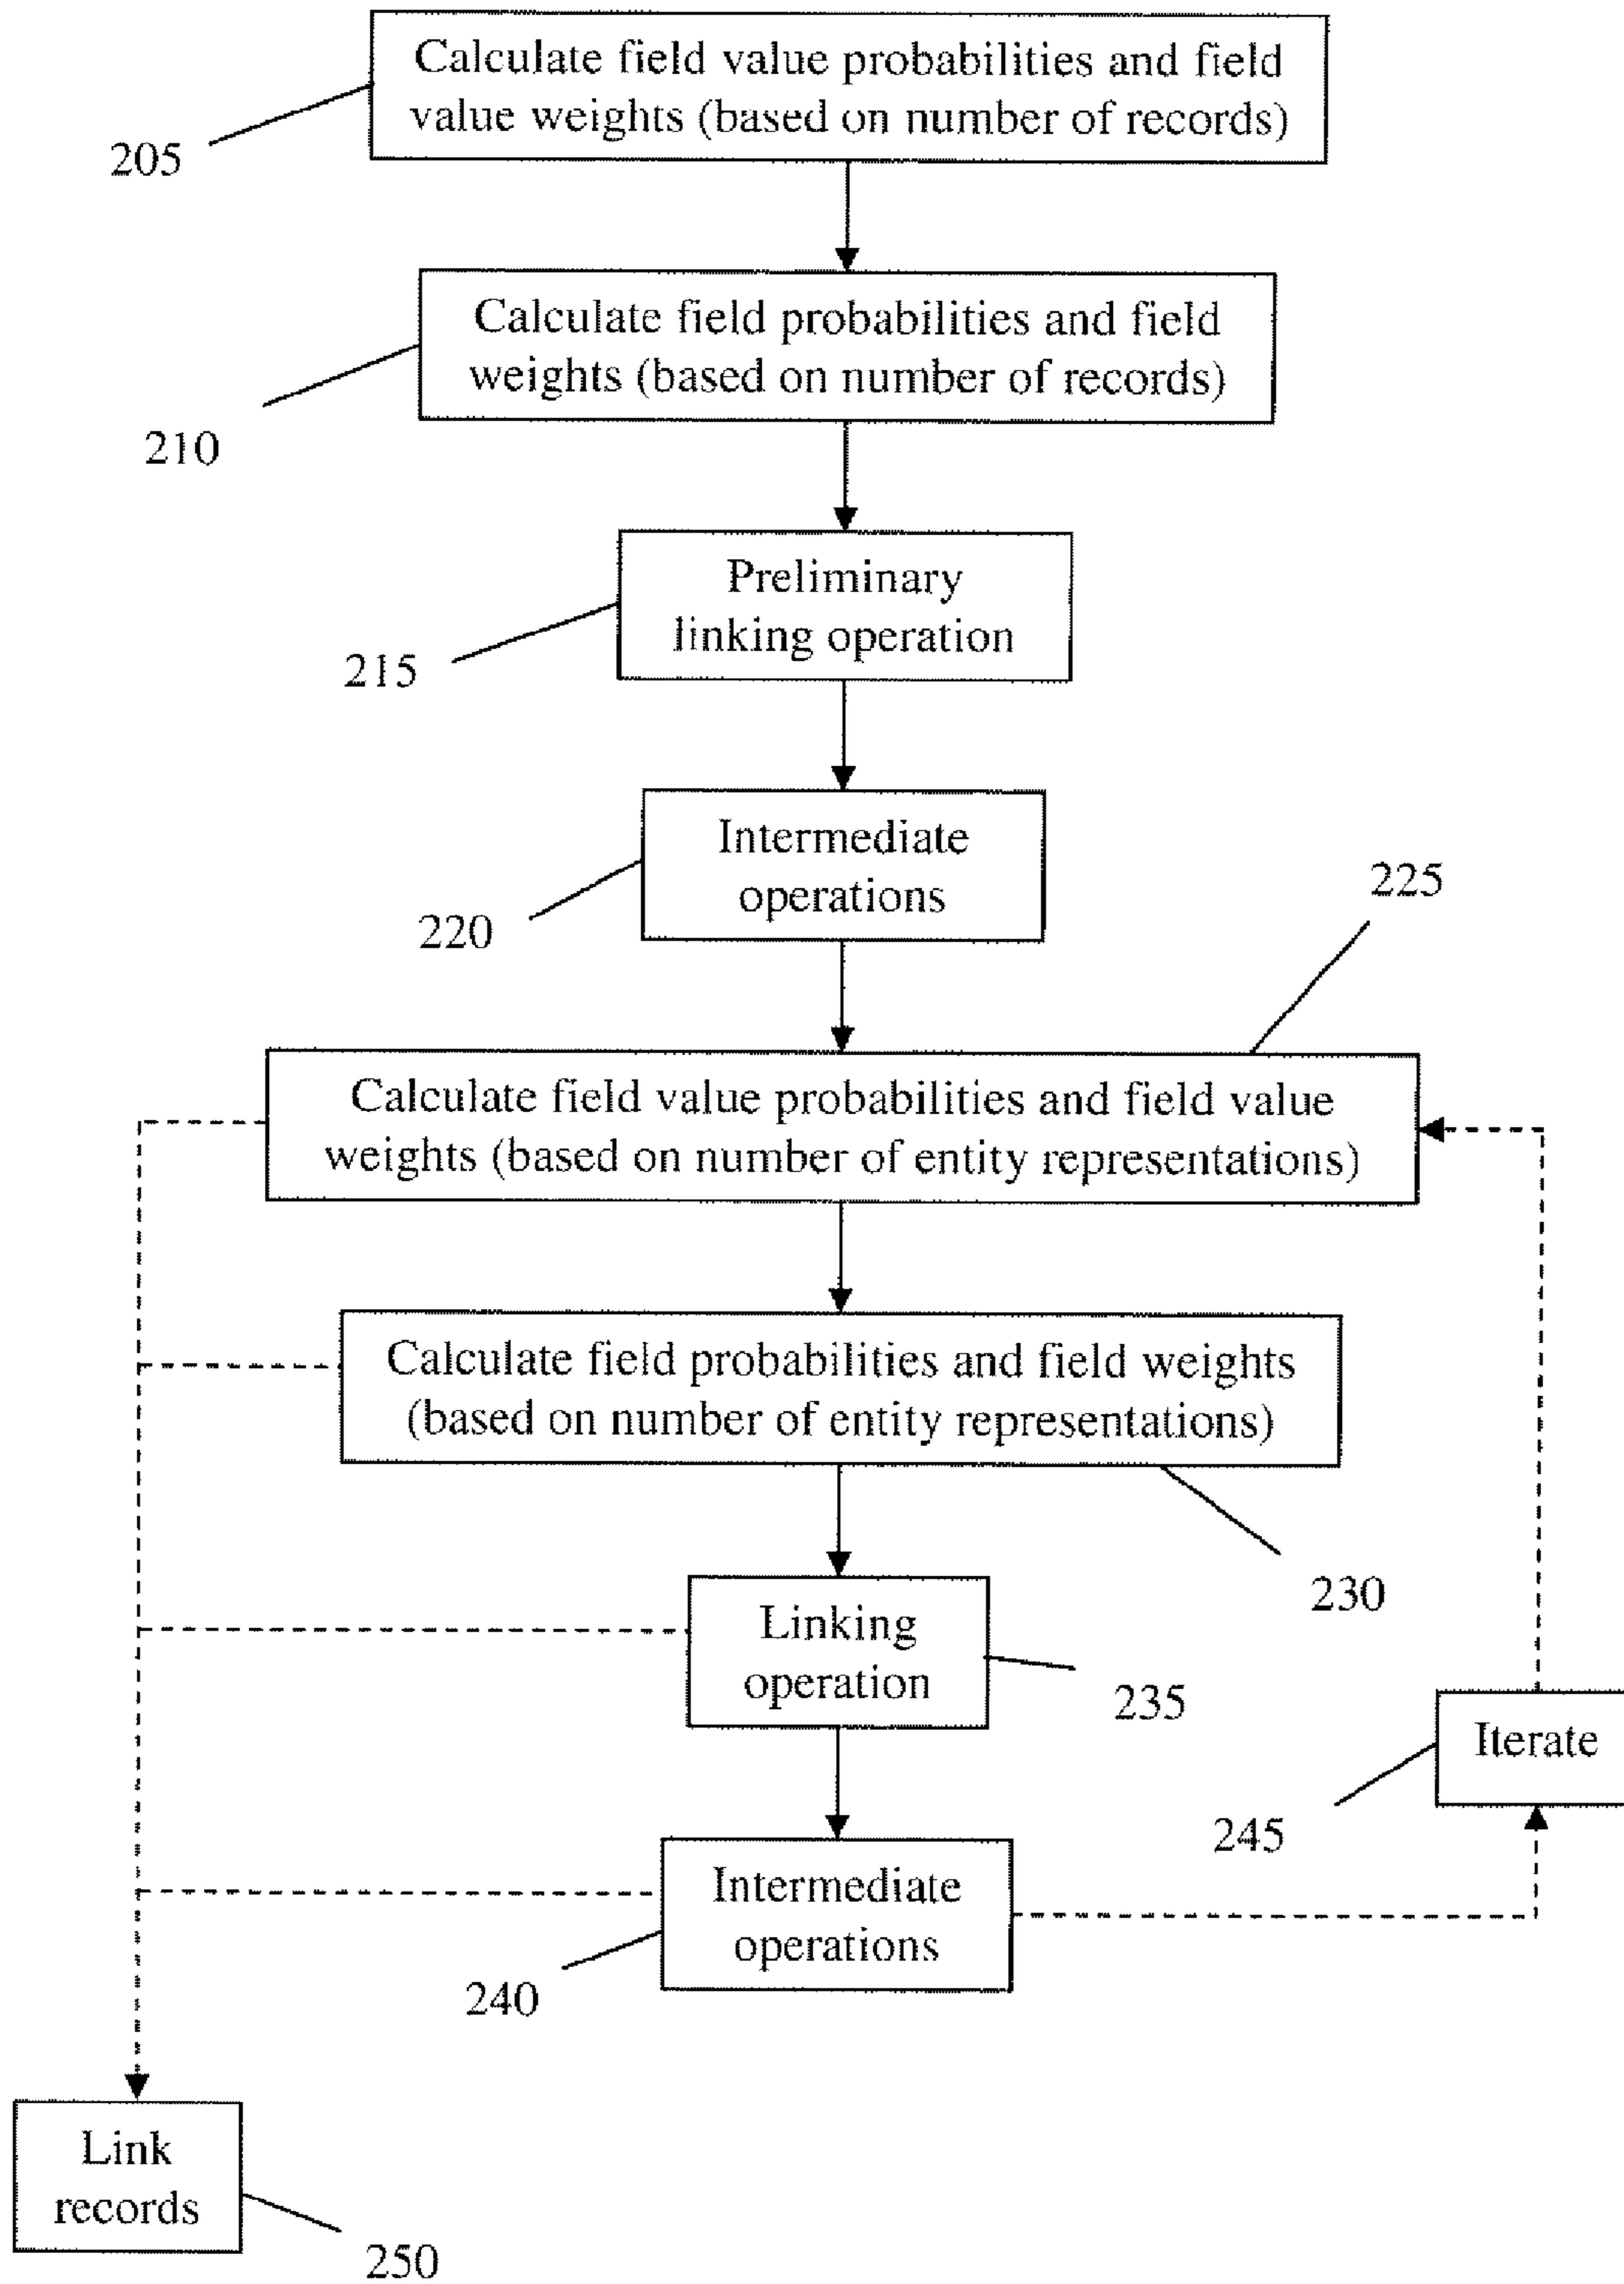 Calculate field value probabilities and field
value weights (based on number of records)
205
Calculate field probabilities and field
weights (based on number of records)
210
Preliminary
linking operation
215
Intermediate
operations
220
225
Calculate field value probabilities and field value
weights (based on number of entity representations)
Calculate field probabilities and field weights
(based on number of entity representations)
230
Linking
operation
235
Iterate
245
Intermediate
operations
240
Link
records
250